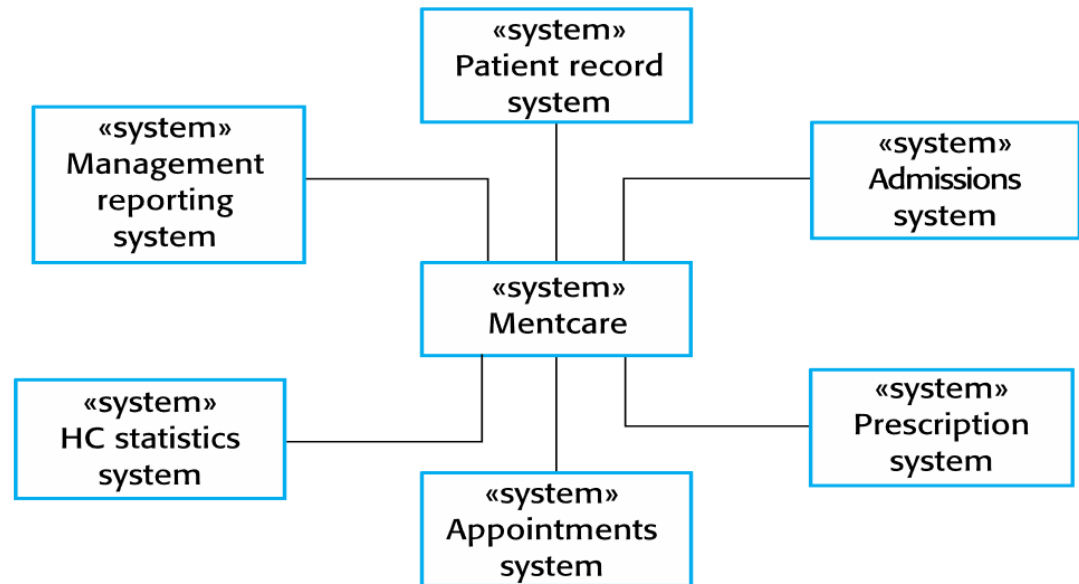 «system»
Patient record
system
«system»
Management
reporting
system
«system»
Admissions
system
«system»
Mentcare
«system»
HC statistics
system
«system»
Prescription
system
«system»
Appointments
system